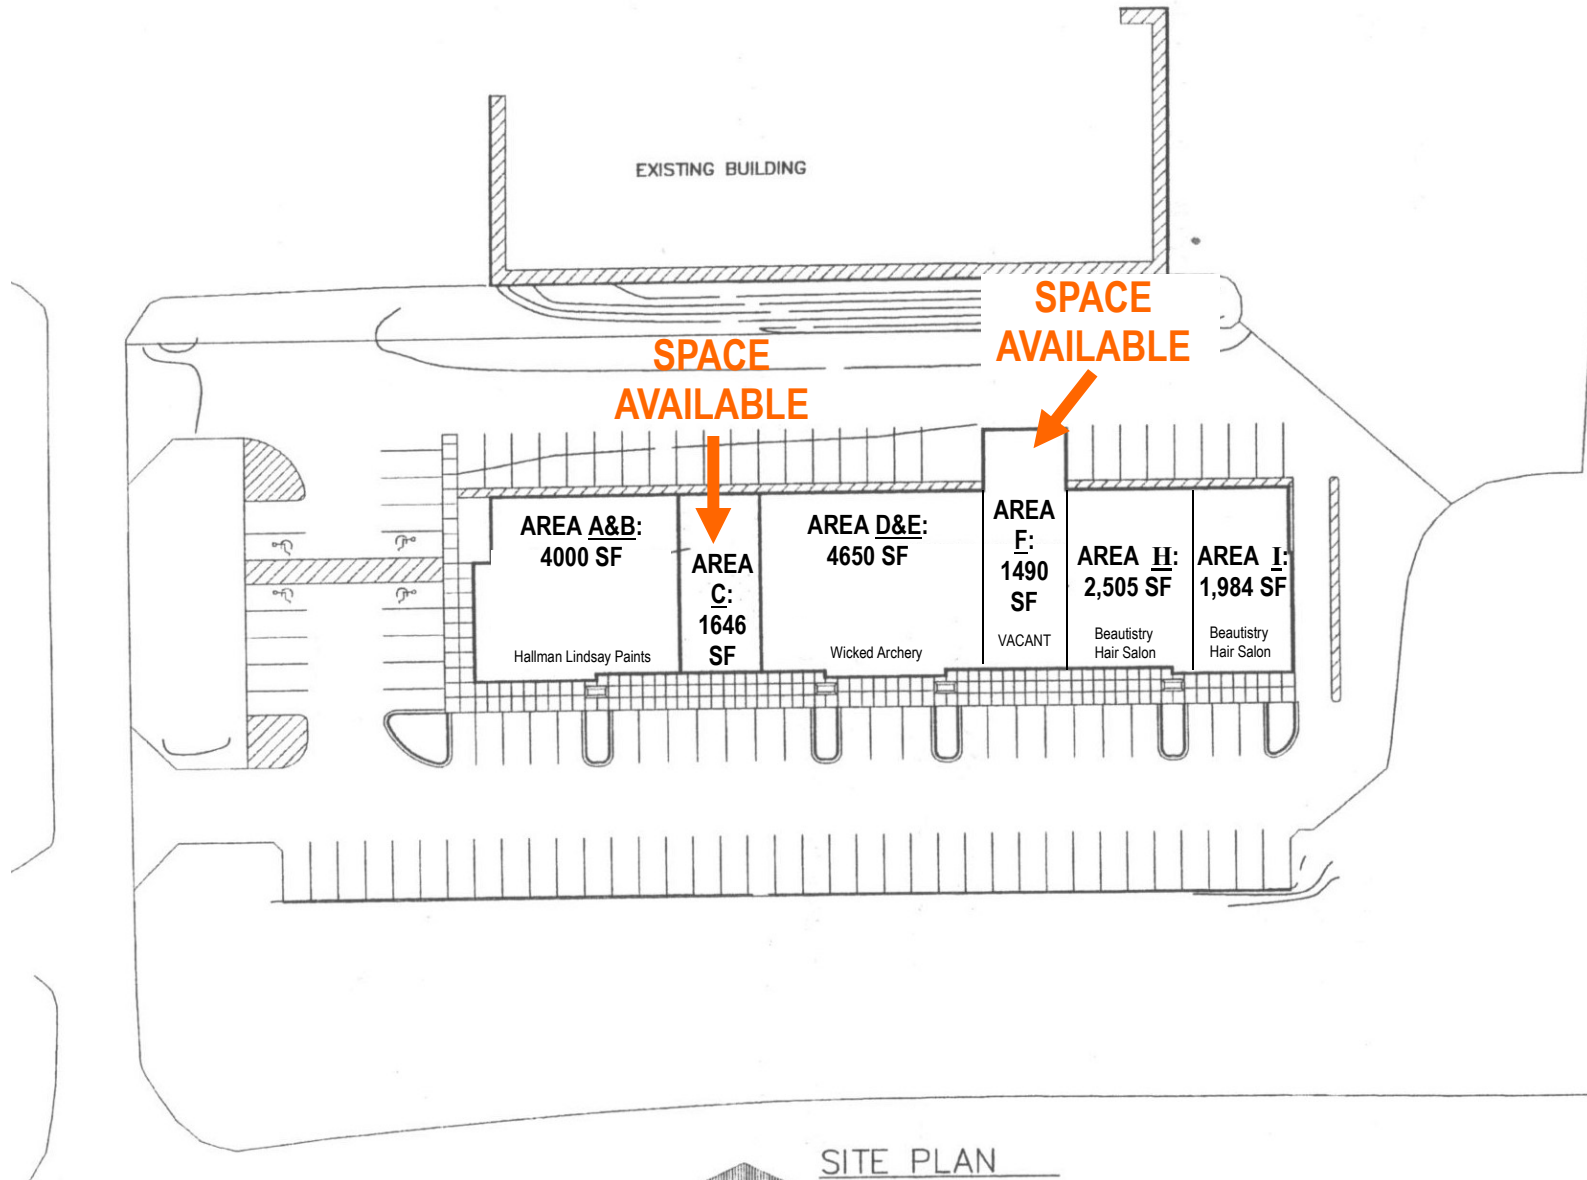 EXISTING BUILDING
SPACE
AVAILABLE
SPACE
AVAILABLE
AREA A&B:
4000 SF
Hallman Lindsay Paints
AREA
C:
1646
SF
AREA D&E:
4650 SF
Wicked Archery
AREA
F:
1490
SF
VACANT
AREA H:
2,505 SF
Beautistry
Hair Salon
AREA I:
1,984 SF
Beautistry
Hair Salon
SITE PLAN